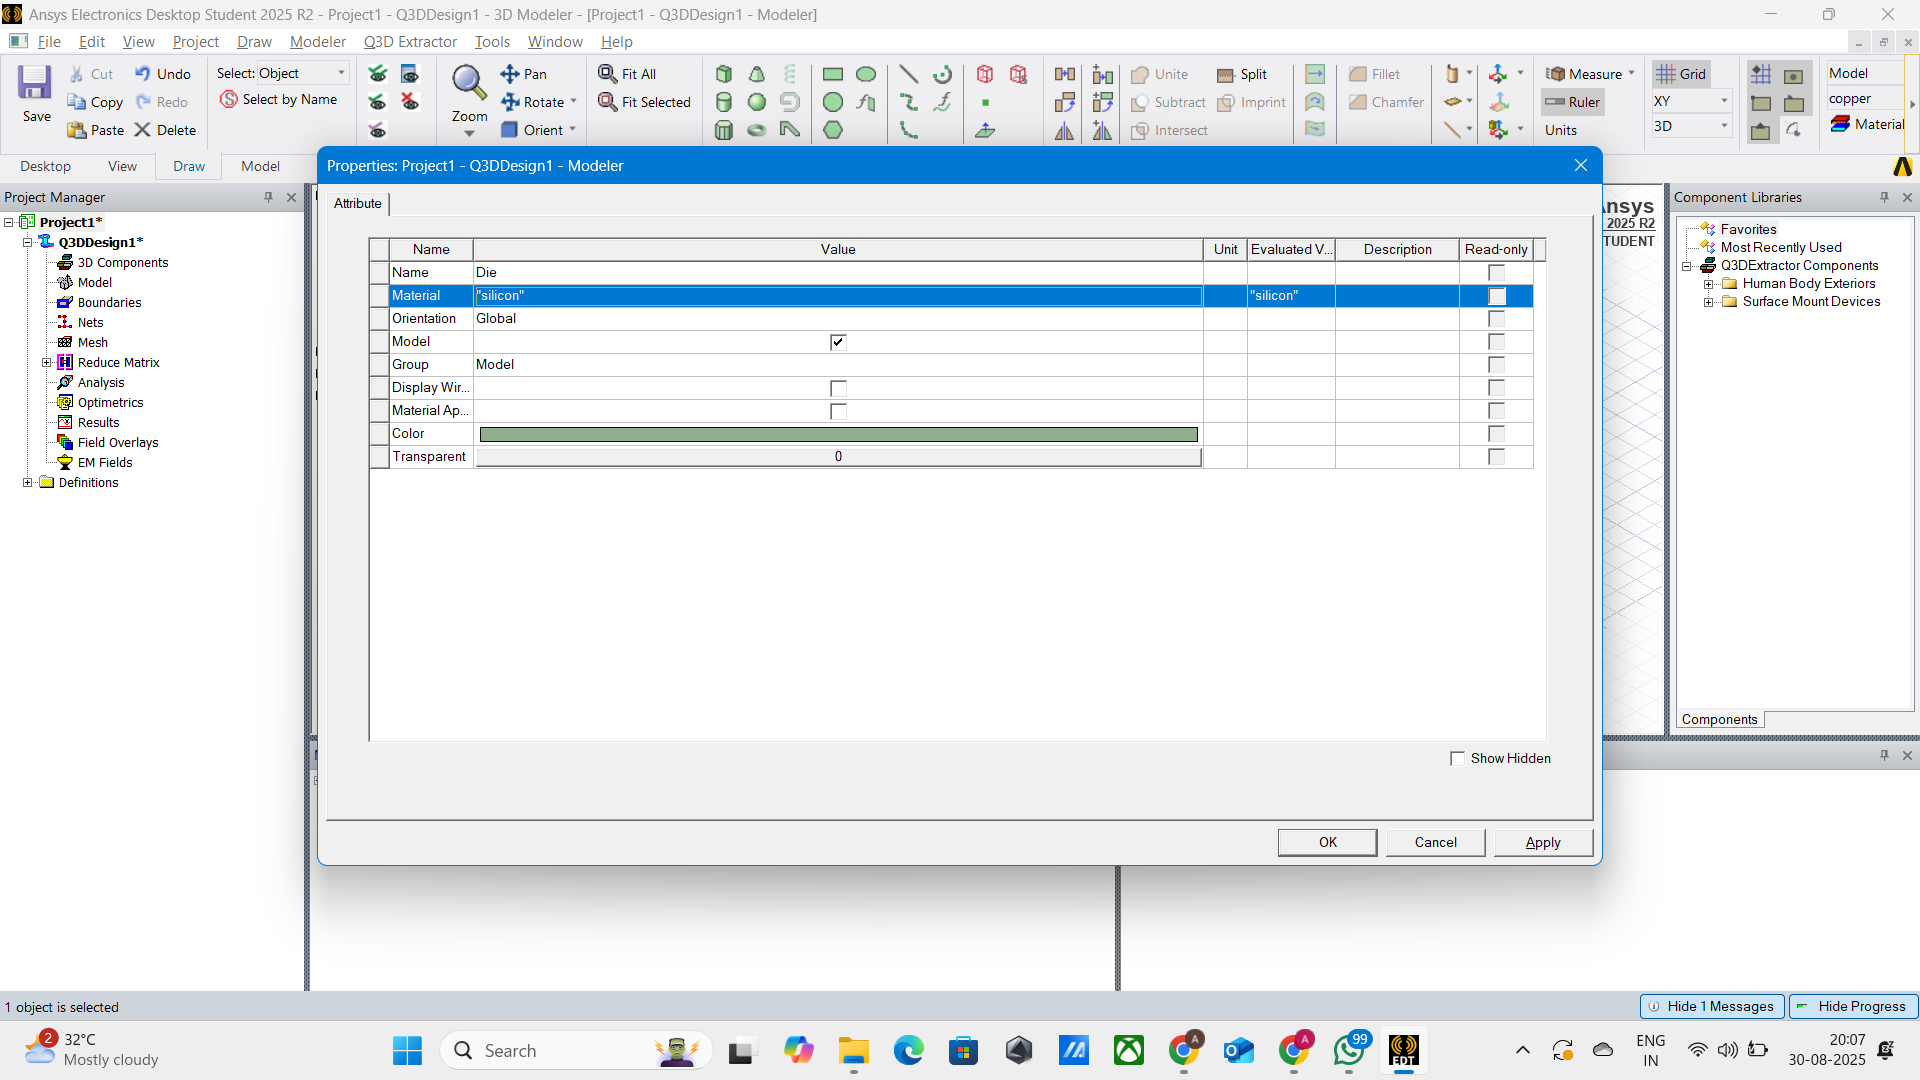 Ansys Electronics Desktop Student 2025 R2 - Project1 - Q3DDesign1 - 3D Modeler - [Project1 - Q3DDesign1 - Modeler]
File Edit View Project Draw Modeler Q3D Extractor Tools Window Help
Save
Cut
Copy
Paste
Undo
Redo
Delete
Select: Object
Select by Name
Zoom
Pan
Rotate
Orient
Fit All
Fit Selected
Unite
Subtract
Intersect
Split
Imprint
Fillet
Chamfer
Measure
Ruler
Units
Grid
XY
3D
Model
copper
Material
Desktop View Draw Model
Project Manager
Project1*
Q3DDesign1*
3D Components
Model
Boundaries
Nets
Mesh
Reduce Matrix
Analysis
Optimetrics
Results
Field Overlays
EM Fields
Definitions
Properties: Project1 - Q3DDesign1 - Modeler
Attribute
Name Value Unit Evaluated V... Description Read-only
Name Die
Material "silicon" "silicon"
Orientation Global
Model
Group Model
Display Wir...
Material Ap...
Color
Transparent 0
Show Hidden
OK Cancel Apply
Ansys
2025 R2
TUDENT
Component Libraries
Favorites
Most Recently Used
Q3DExtractor Components
Human Body Exteriors
Surface Mount Devices
Components
1 object is selected
Hide 1 Messages
Hide Progress
2
32°C
Mostly cloudy
Search
A
A
99
EDT
ENG
IN
20:07
30-08-2025